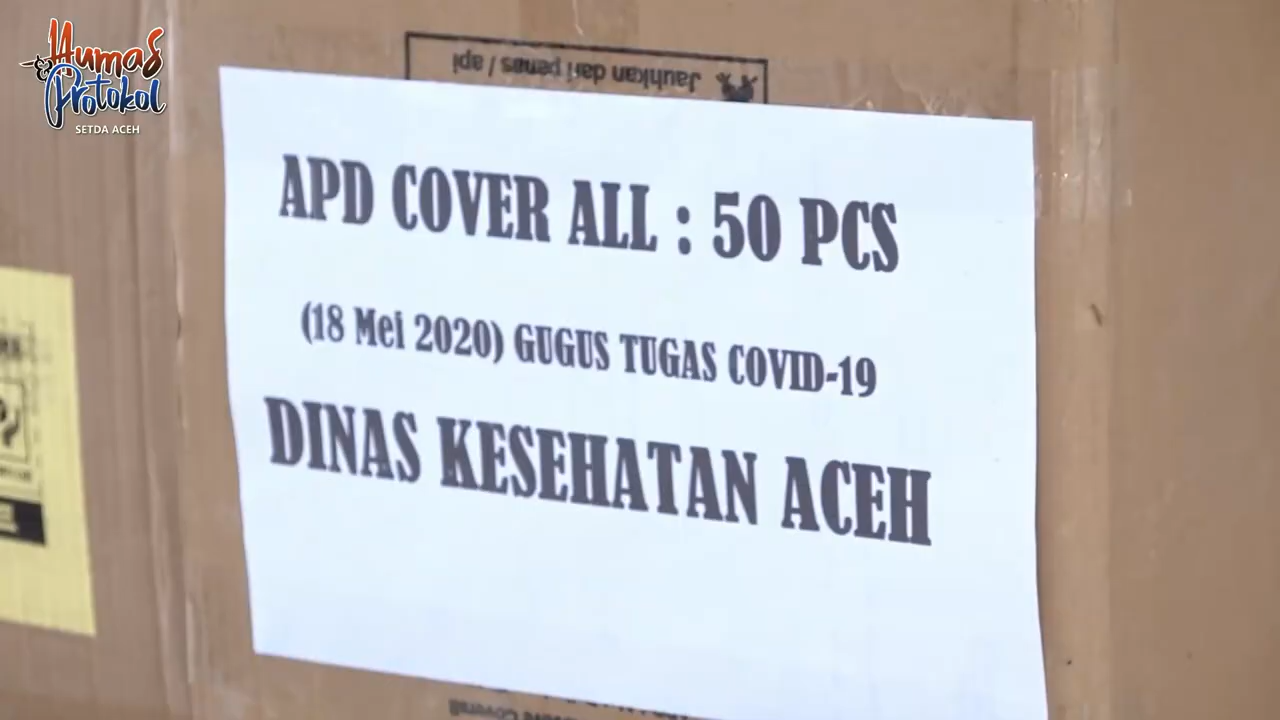 Humas
& Protokol
SETDA ACEH
Jauhkan dari panas / api
APD COVER ALL : 50 PCS
(18 Mei 2020) GUGUS TUGAS COVID-19
DINAS KESEHATAN ACEH